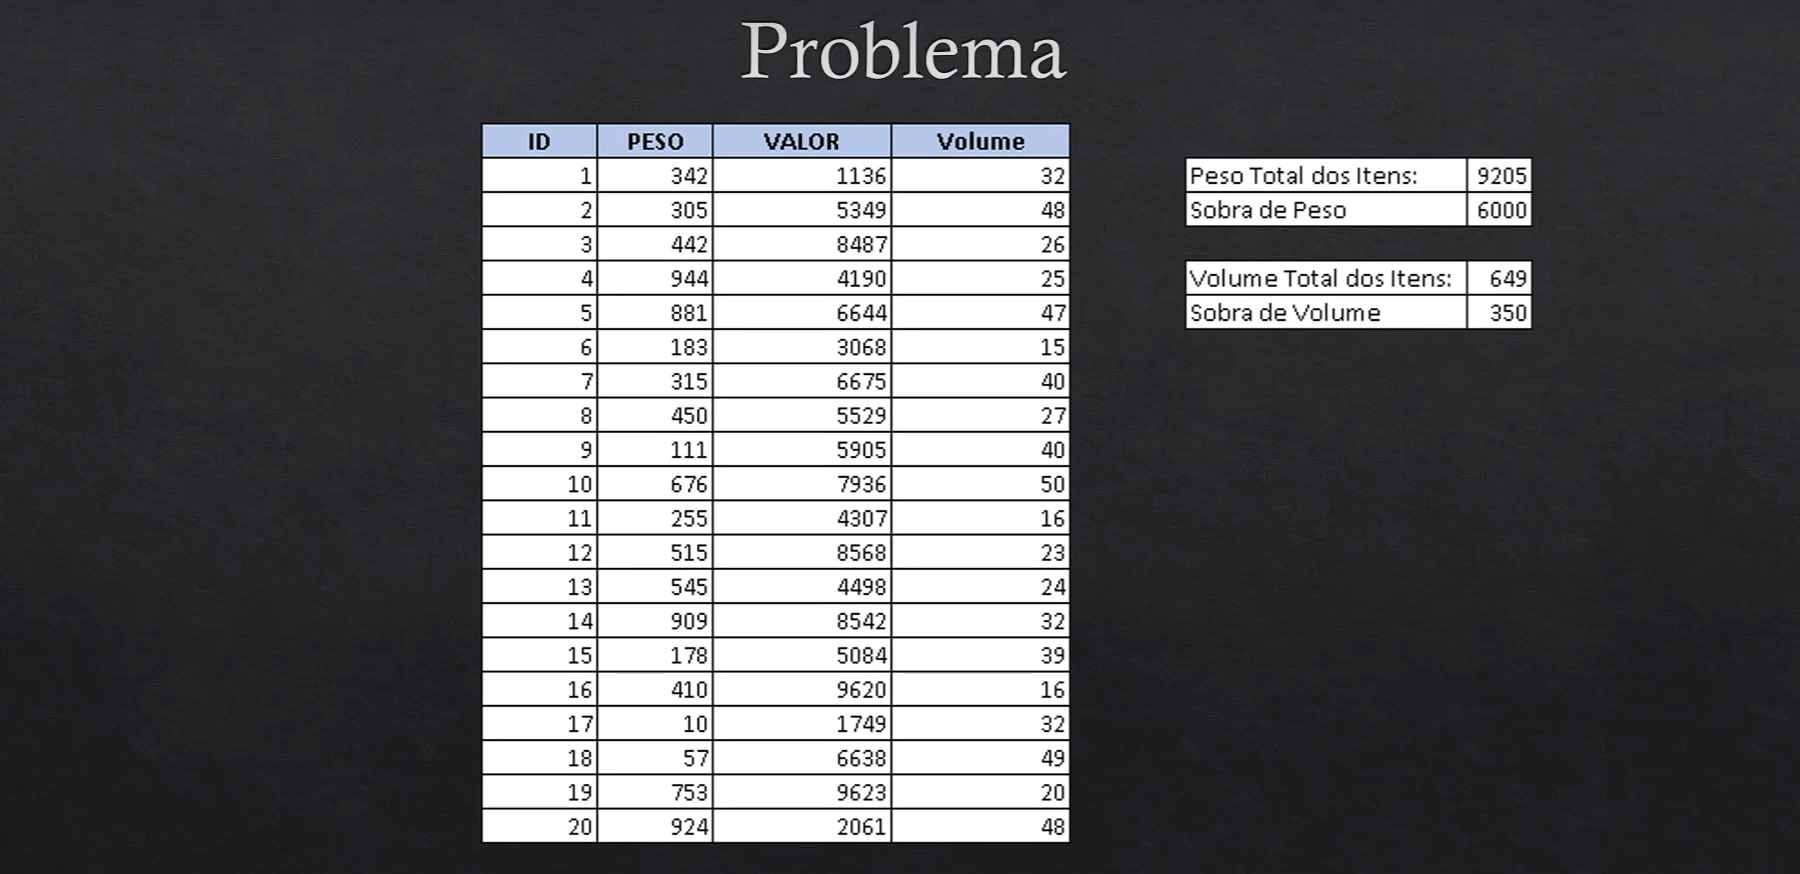 Problema
ID PESO VALOR Volume
1 342 1136 32
2 305 5349 48
3 442 8487 26
4 944 4190 25
5 881 6644 47
6 183 3068 15
7 315 6675 40
8 450 5529 27
9 111 5905 40
10 676 7936 50
11 255 4307 16
12 515 8568 23
13 545 4498 24
14 909 8542 32
15 178 5084 39
16 410 9620 16
17 10 1749 32
18 57 6638 49
19 753 9623 20
20 924 2061 48
Peso Total dos Itens: 9205
Sobra de Peso 6000
Volume Total dos Itens: 649
Sobra de Volume 350